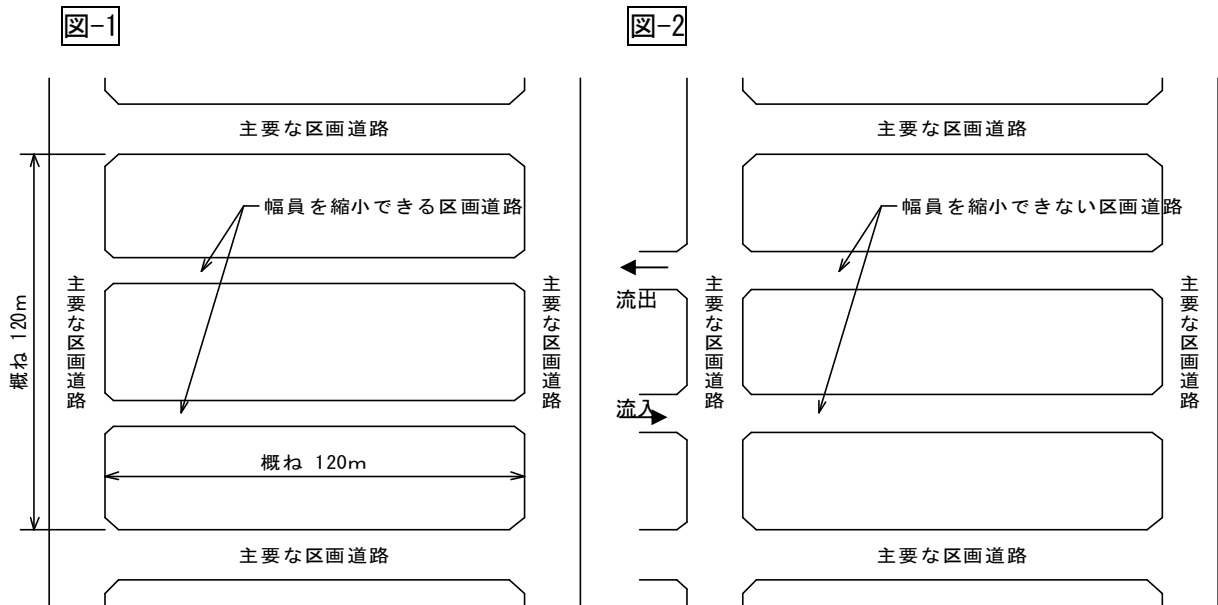 図-1
主要な区画道路
幅員を縮小できる区画道路
概ね 120m
主要な区画道路
主要な区画道路
概ね 120m
主要な区画道路
図-2
主要な区画道路
幅員を縮小できない区画道路
流出
主要な区画道路
主要な区画道路
流入
主要な区画道路